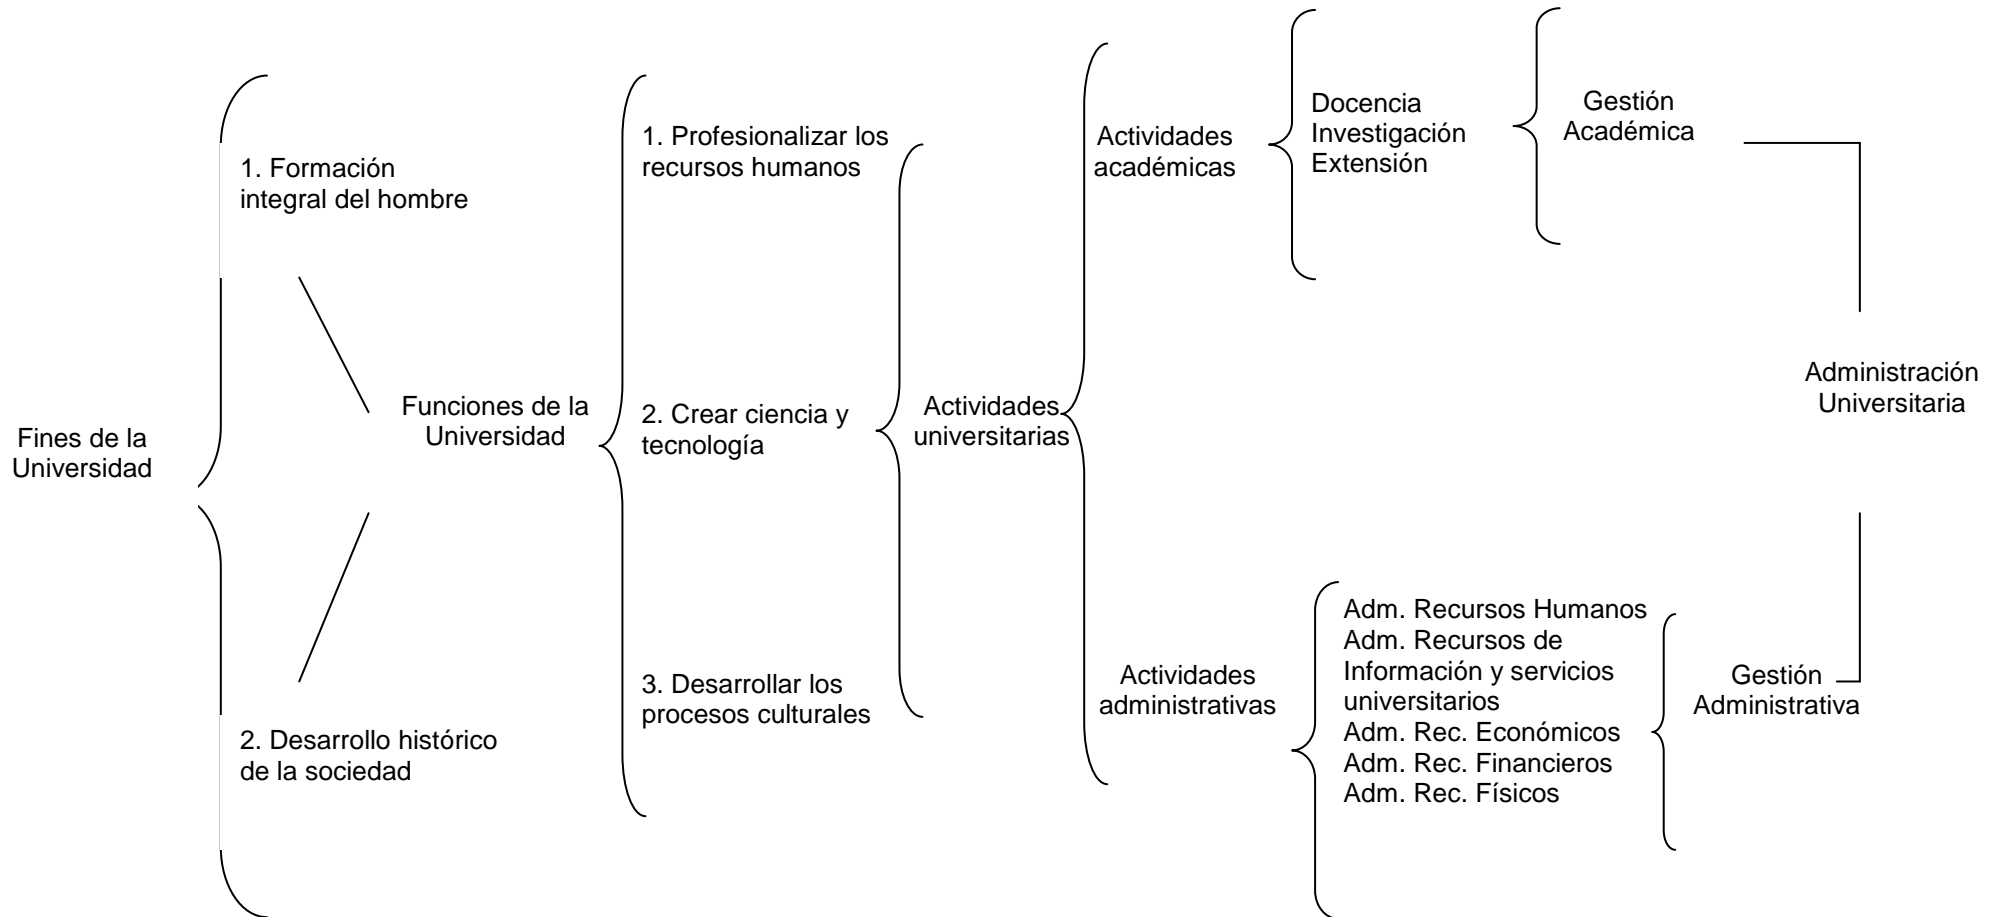 Fines de la
Universidad
1. Formación
integral del hombre
2. Desarrollo histórico
de la sociedad
Funciones de la
Universidad
1. Profesionalizar los
recursos humanos
2. Crear ciencia y
tecnología
3. Desarrollar los
procesos culturales
Actividades
universitarias
Actividades
académicas
Docencia
Investigación
Extensión
Gestión
Académica
Actividades
administrativas
Adm. Recursos Humanos
Adm. Recursos de
Información y servicios
universitarios
Adm. Rec. Económicos
Adm. Rec. Financieros
Adm. Rec. Físicos
Gestión
Administrativa
Administración
Universitaria